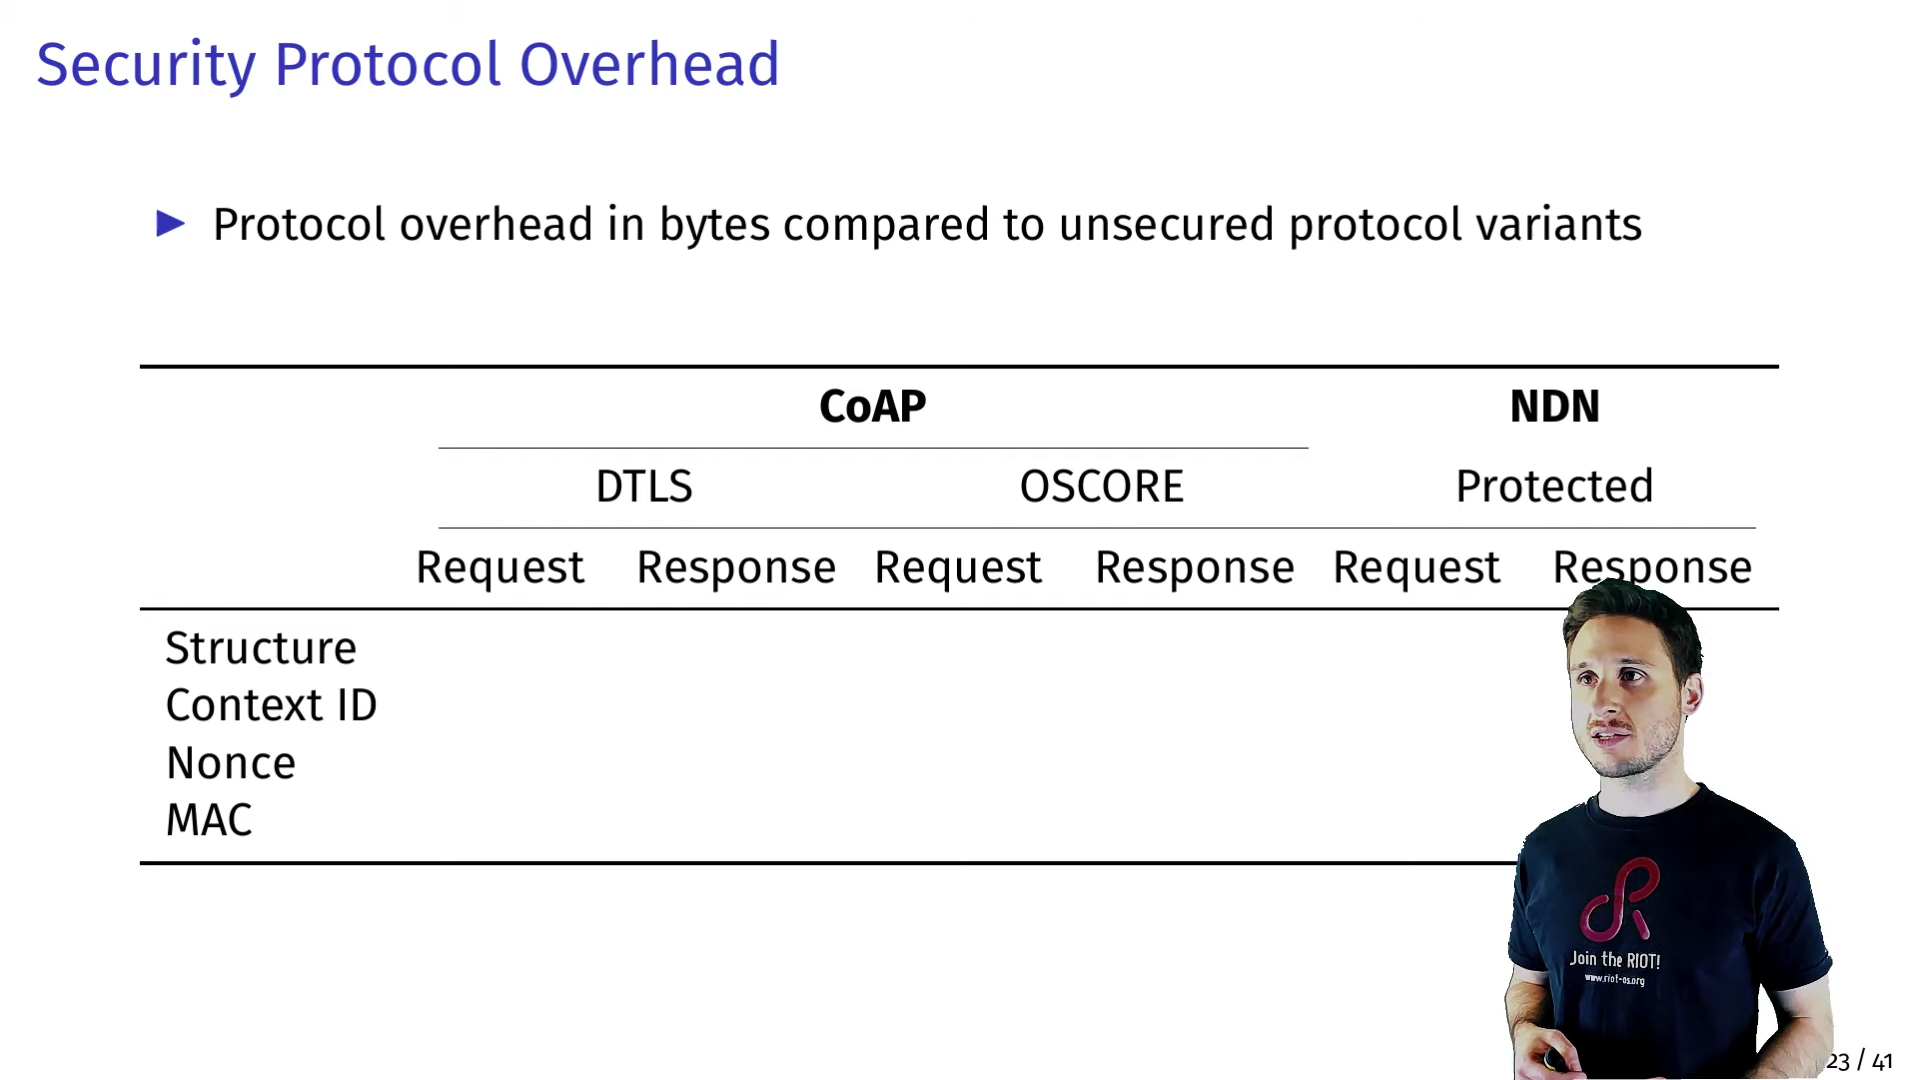 Security Protocol Overhead
► Protocol overhead in bytes compared to unsecured protocol variants
CoAP NDN
DTLS OSCORE Protected
Request Response Request Response Request Response
Structure
Context ID
Nonce
MAC
Join the RIOT!
www.riot-os.org
23 / 41